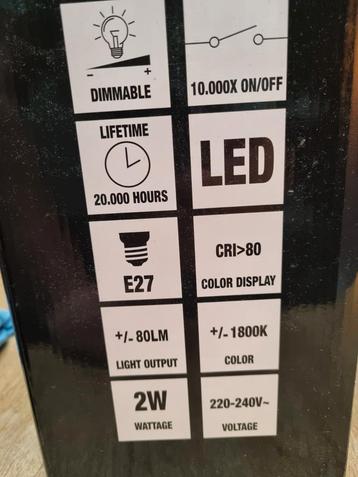 - +
DIMMABLE
10.000X ON/OFF
LIFETIME
20.000 HOURS
LED
E27
CRI>80
COLOR DISPLAY
+/- 80LM
LIGHT OUTPUT
+/- 1800K
COLOR
2W
WATTAGE
220-240V~
VOLTAGE